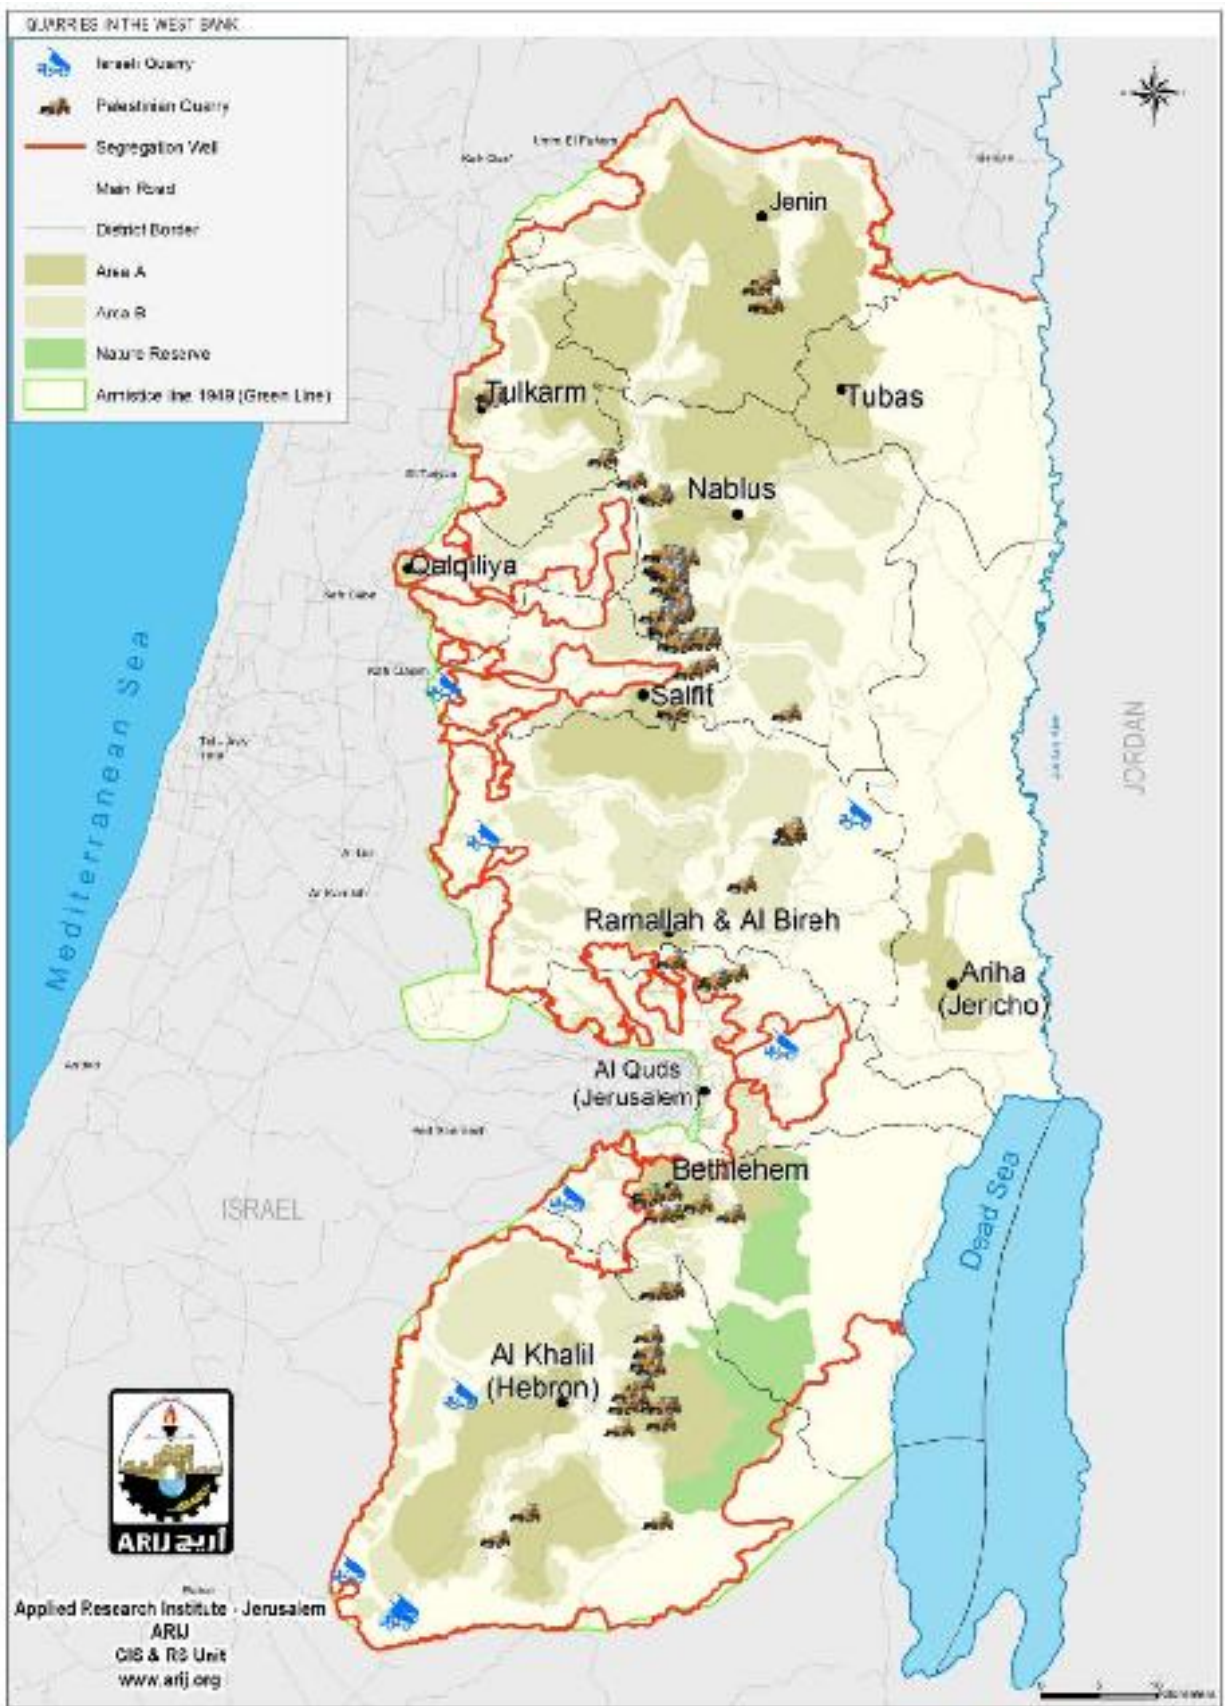 QUARRIES IN THE WEST BANK
Israeli Quarry
Palestinian Quarry
Segregation Wall
Main Road
District Border
Area A
Area B
Nature Reserve
Armistice line 1949 (Green Line)
Umm El Fahem
Jenin
Tulkarm
Tubas
Nablus
Qalqiliya
Salfit
Mediterranean Sea
JORDAN
Ramallah & Al Bireh
Ariha
(Jericho)
Al Quds
(Jerusalem)
Bethlehem
ISRAEL
Dead Sea
Al Khalil
(Hebron)
ARIJ أريج
Applied Research Institute - Jerusalem
ARIJ
GIS & RS Unit
www.arij.org